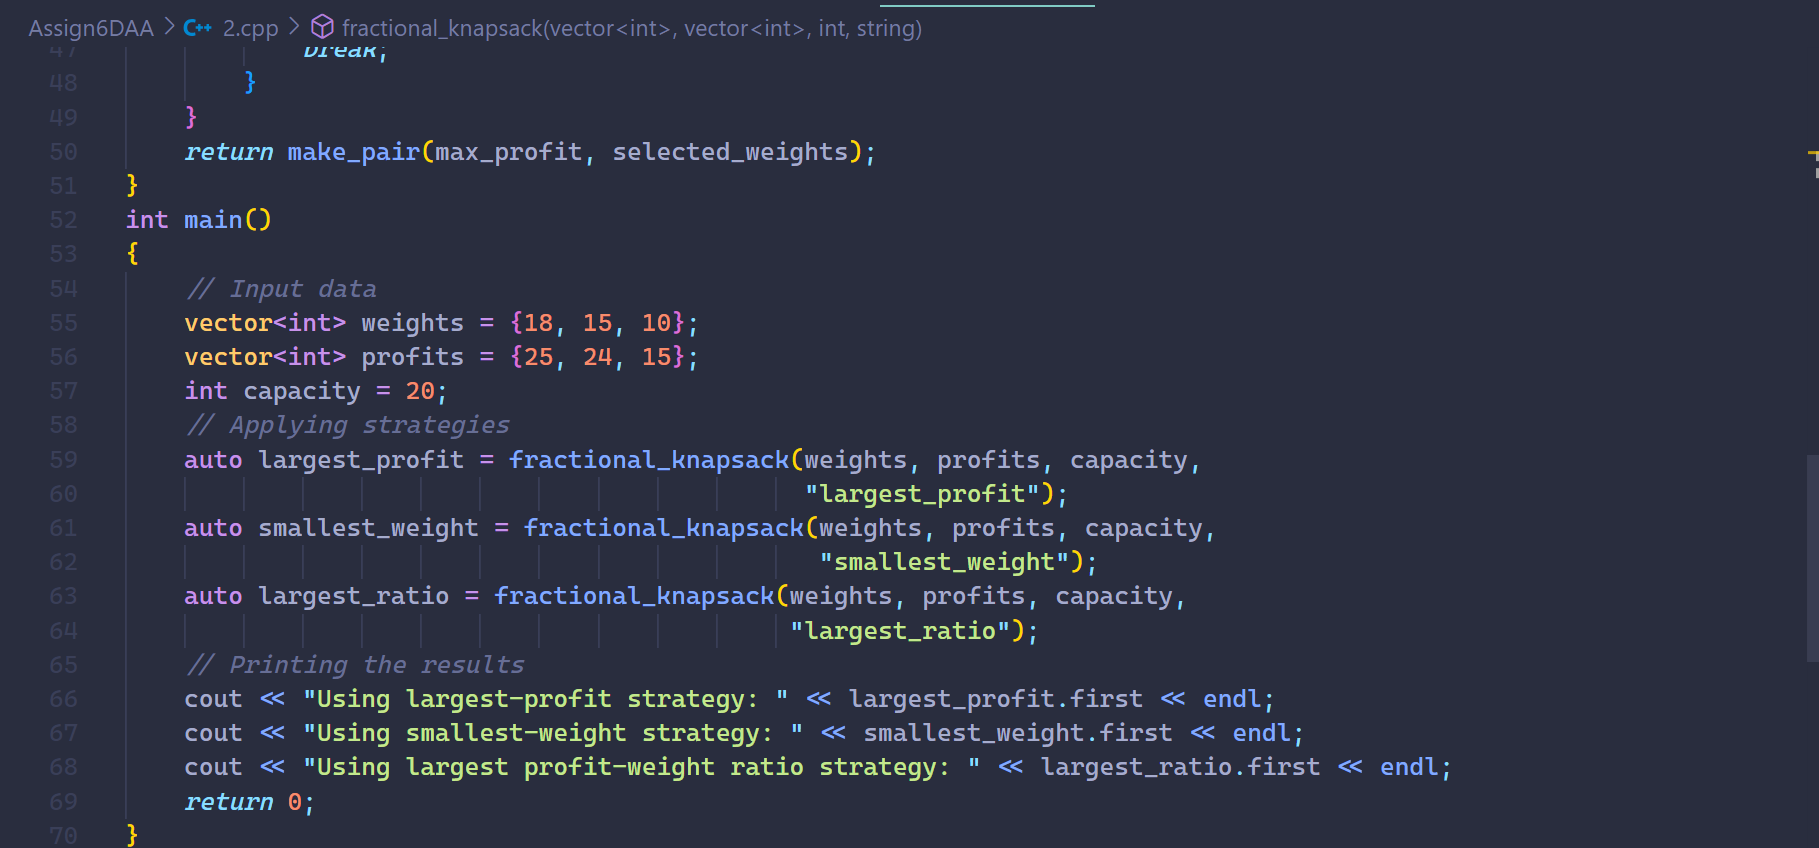 Assign6DAA > C++ 2.cpp > fractional_knapsack(vector<int>, vector<int>, int, string)
47 break;
48 }
49 }
50 return make_pair(max_profit, selected_weights);
51 }
52 int main()
53 {
54 // Input data
55 vector<int> weights = {18, 15, 10};
56 vector<int> profits = {25, 24, 15};
57 int capacity = 20;
58 // Applying strategies
59 auto largest_profit = fractional_knapsack(weights, profits, capacity,
60 "largest_profit");
61 auto smallest_weight = fractional_knapsack(weights, profits, capacity,
62 "smallest_weight");
63 auto largest_ratio = fractional_knapsack(weights, profits, capacity,
64 "largest_ratio");
65 // Printing the results
66 cout << "Using largest-profit strategy: " << largest_profit.first << endl;
67 cout << "Using smallest-weight strategy: " << smallest_weight.first << endl;
68 cout << "Using largest profit-weight ratio strategy: " << largest_ratio.first << endl;
69 return 0;
70 }